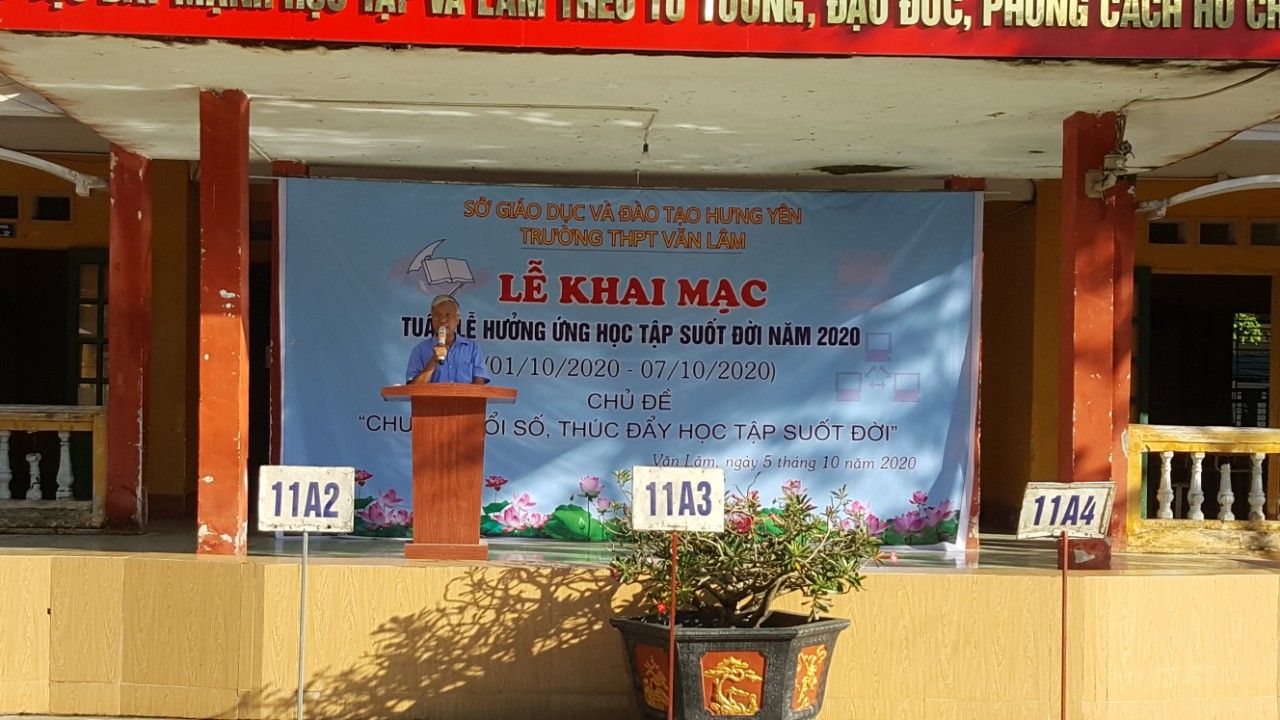 MẠNH HỌC TẬP VÀ LÀM THEO TƯ TƯỞNG, ĐẠO ĐỨC, PHONG CÁCH HỒ
SỞ GIÁO DỤC VÀ ĐÀO TẠO HƯNG YÊN
TRƯỜNG THPT VĂN LÂM
LỄ KHAI MẠC
LỄ HƯỞNG ỨNG HỌC TẬP SUỐT ĐỜI NĂM 2020
(01/10/2020 - 07/10/2020)
CHỦ ĐỀ
SỐ, THÚC ĐẨY HỌC TẬP SUỐT ĐỜI"
Văn Lâm, ngày 5 tháng 10 năm 2020
11A2
11A3
11A4